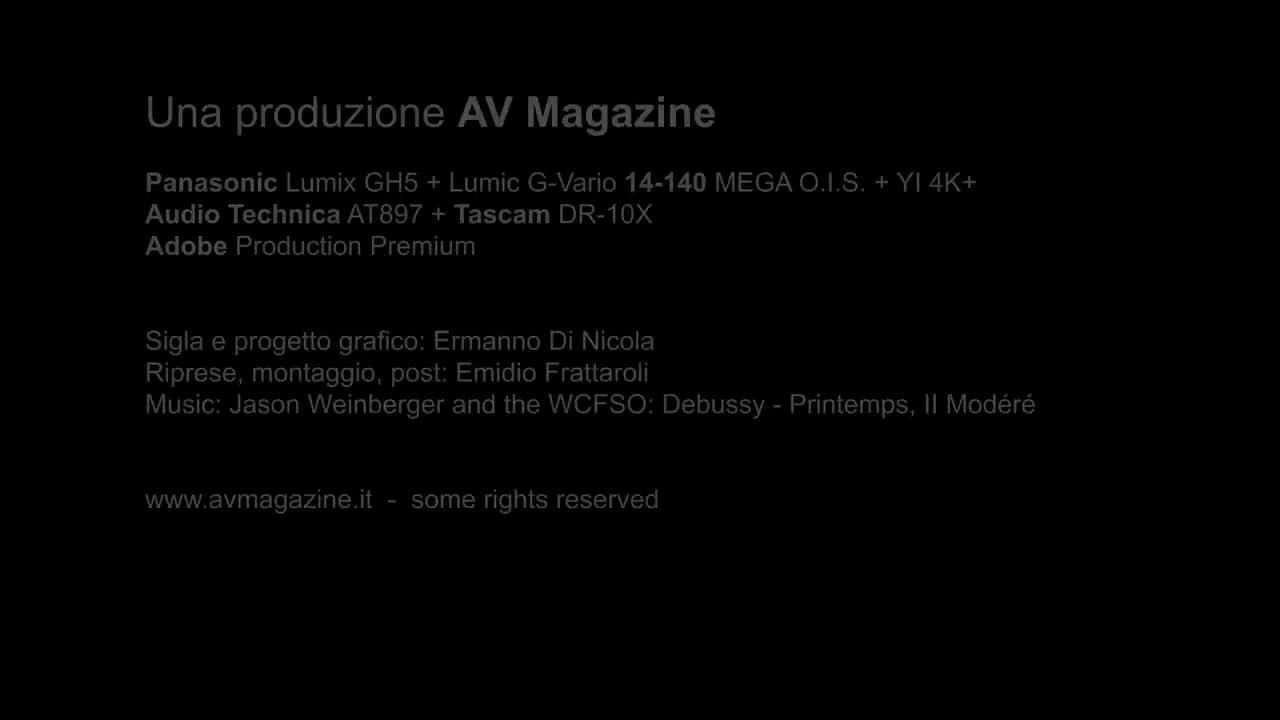 Una produzione AV Magazine
Panasonic Lumix GH5 + Lumic G-Vario 14-140 MEGA O.I.S. + YI 4K+
Audio Technica AT897 + Tascam DR-10X
Adobe Production Premium
Sigla e progetto grafico: Ermanno Di Nicola
Riprese, montaggio, post: Emidio Frattaroli
Music: Jason Weinberger and the WCFSO: Debussy - Printemps, II Modéré
www.avmagazine.it - some rights reserved